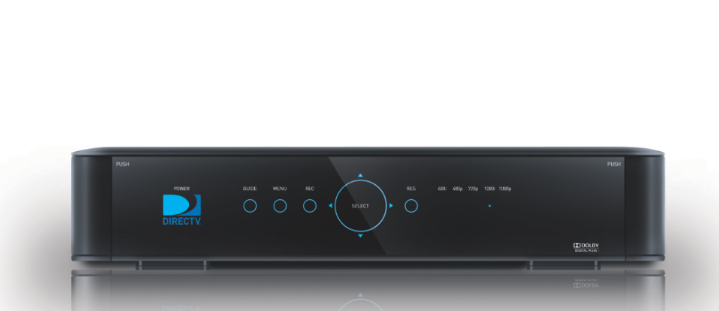 PUSH
PUSH
POWER
GUIDE
MENU
REC
SELECT
RES
480i 480p 720p 1080i 1080p
DIRECTV
DOLBY
DIGITAL PLUS